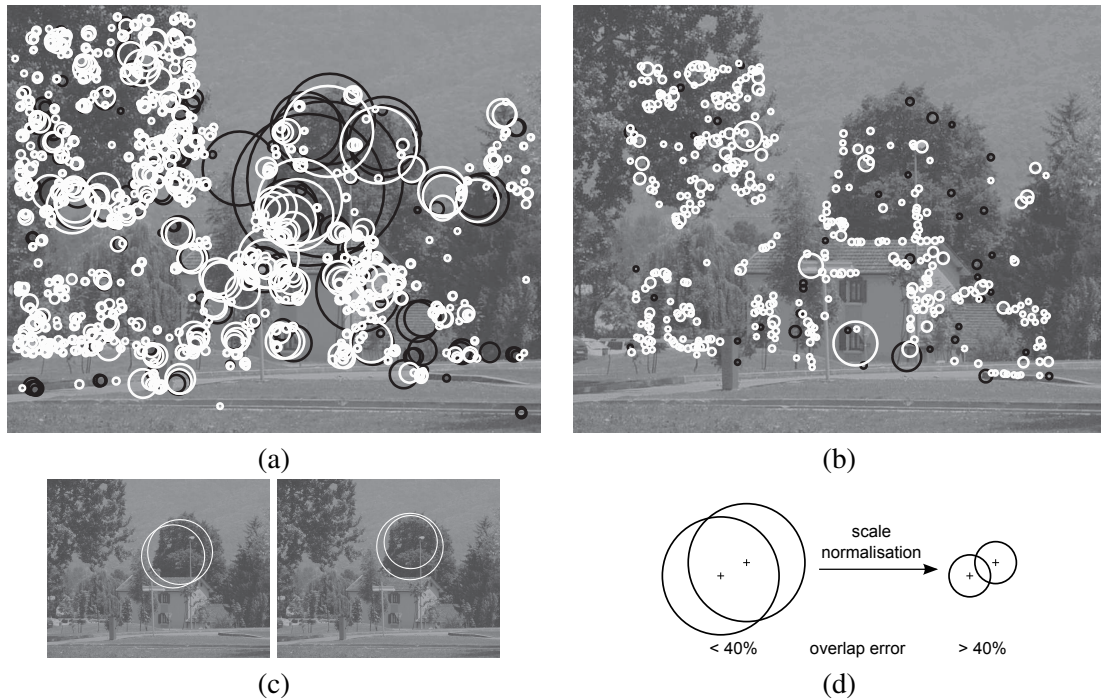 (a)
(b)
scale
normalisation
< 40%
overlap error
> 40%
(c)
(d)